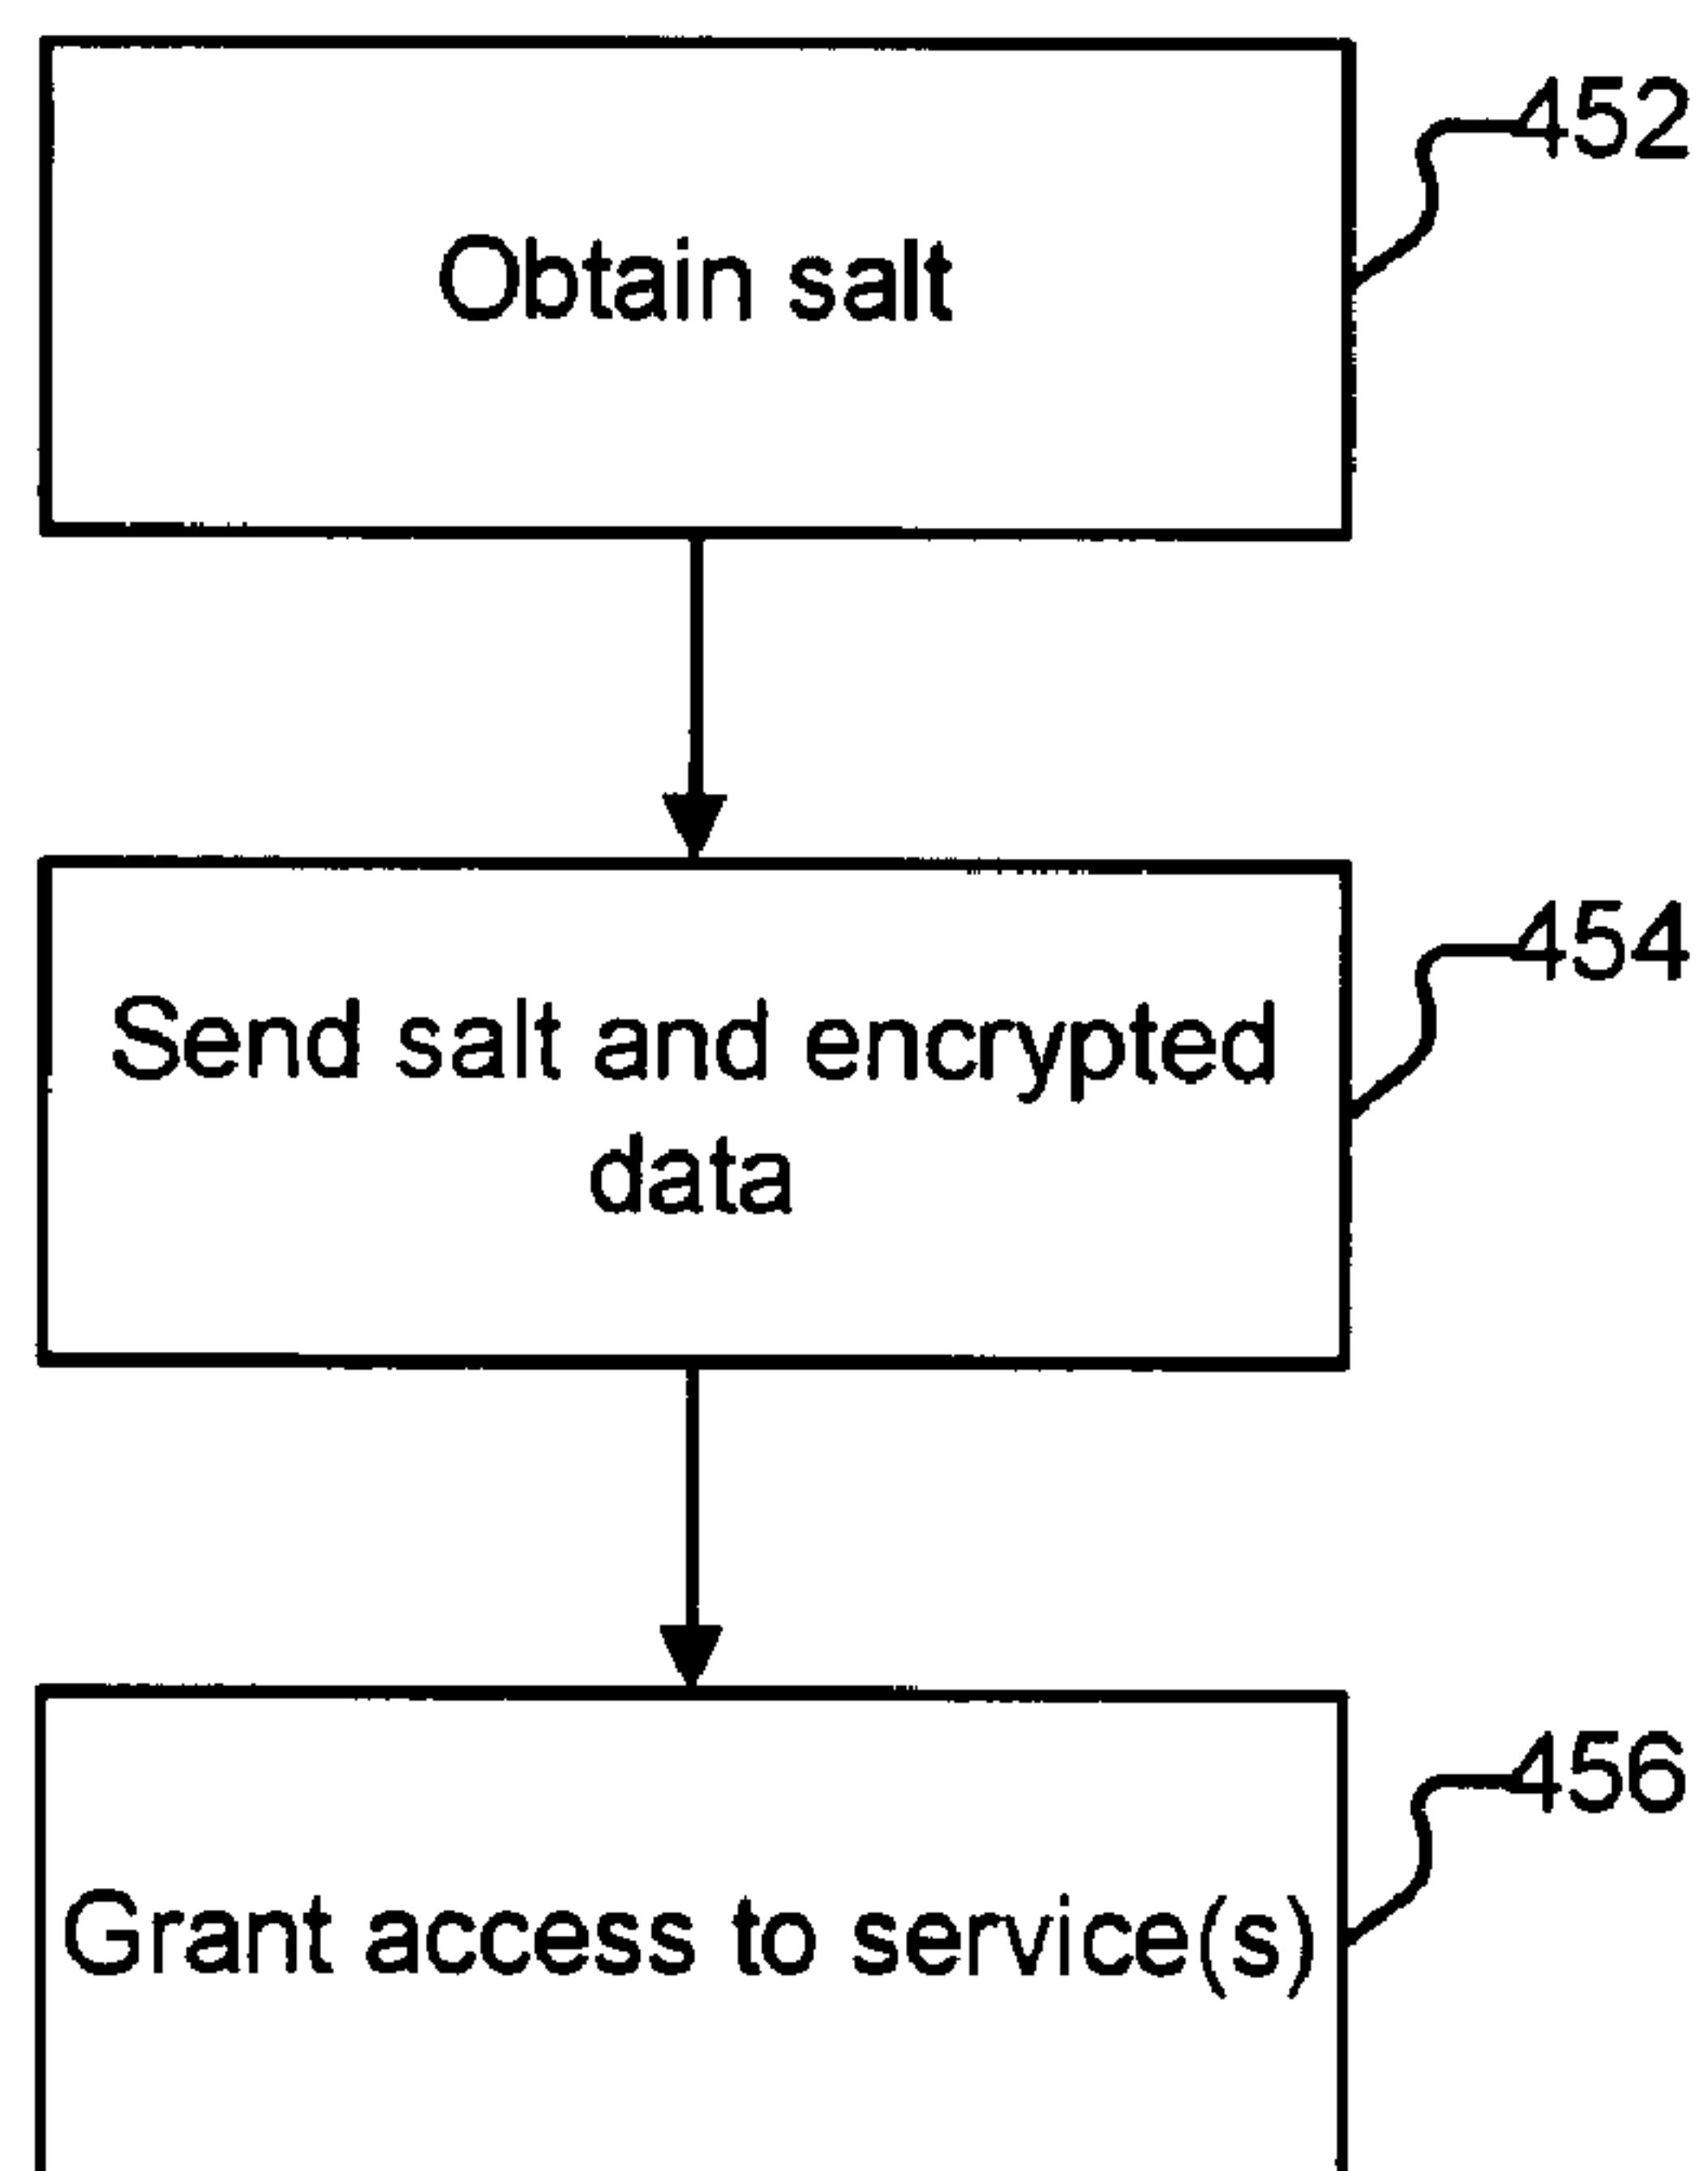 452
Obtain salt
454
Send salt and encrypted
data
456
Grant access to service(s)